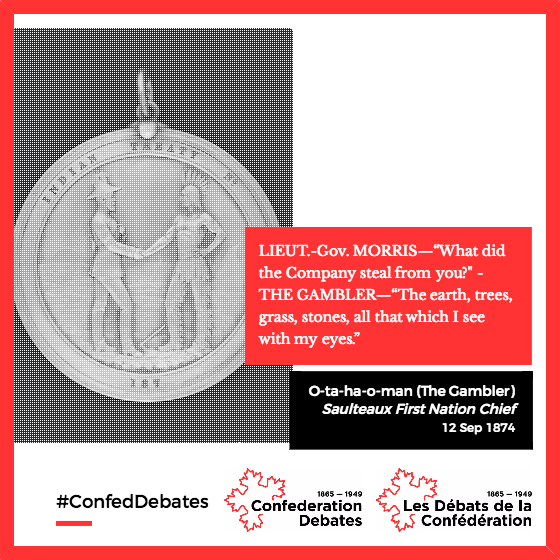 INDIAN TREATY No
187
LIEUT.-Gov. MORRIS—“What did
the Company steal from you?" -
THE GAMBLER—“The earth, trees,
grass, stones, all that which I see
with my eyes.”
O-ta-ha-o-man (The Gambler)
Saulteaux First Nation Chief
12 Sep 1874
#ConfedDebates
1865 — 1949
Confederation
Debates
1865 — 1949
Les Débats de la
Confédération